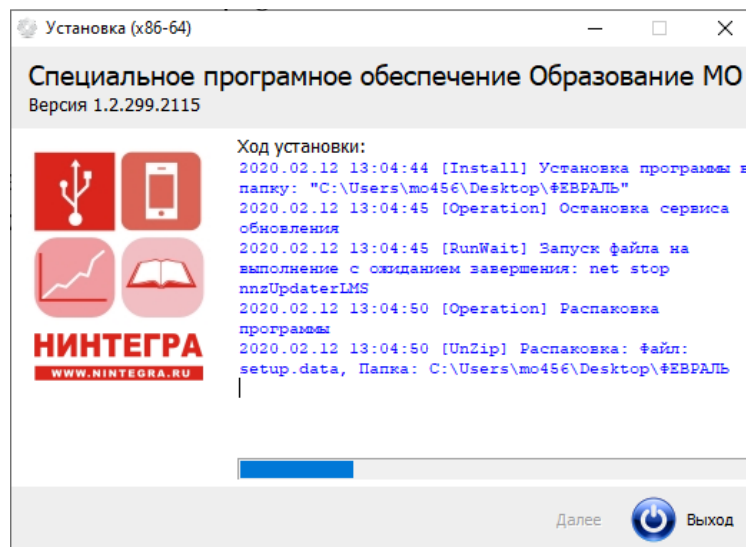 Установка (x86-64)
Специальное програмное обеспечение Образование МО
Версия 1.2.299.2115
НИНТЕГРА
WWW.NINTEGRA.RU
Ход установки:
2020.02.12 13:04:44 [Install] Установка программы в
папку: "C:\Users\mo456\Desktop\ФЕВРАЛЬ"
2020.02.12 13:04:45 [Operation] Остановка сервиса
обновления
2020.02.12 13:04:45 [RunWait] Запуск файла на
выполнение с ожиданием завершения: net stop
nnzUpdaterLMS
2020.02.12 13:04:50 [Operation] Распаковка
программы
2020.02.12 13:04:50 [UnZip] Распаковка: Файл:
setup.data, Папка: C:\Users\mo456\Desktop\ФЕВРАЛЬ
Далее
Выход